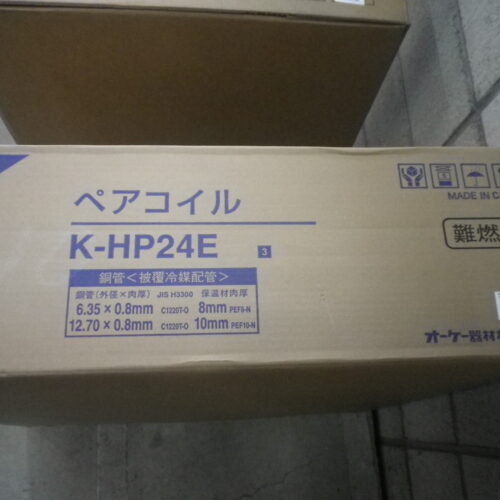 ペアコイル
MADE IN C
K-HP24E 3
難燃
銅管<被覆冷媒配管>
銅管(外径×肉厚) JIS H3300 保温材肉厚
6.35×0.8mm C1220T-O 8mm PEF8-N
12.70×0.8mm C1220T-O 10mm PEF10-N
オーケー器材